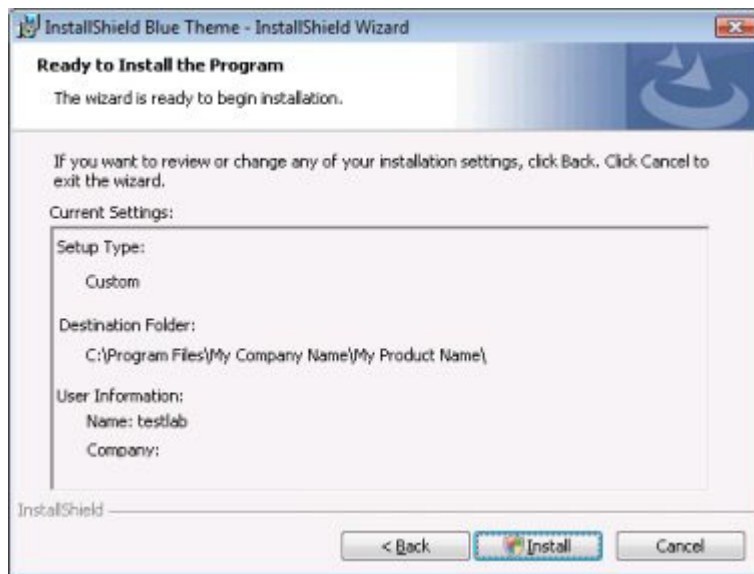 InstallShield Blue Theme - InstallShield Wizard
Ready to Install the Program
The wizard is ready to begin installation.
If you want to review or change any of your installation settings, click Back. Click Cancel to
exit the wizard.
Current Settings:
Setup Type:
Custom
Destination Folder:
C:\Program Files\My Company Name\My Product Name\
User Information:
Name: testlab
Company:
InstallShield
< Back Install Cancel